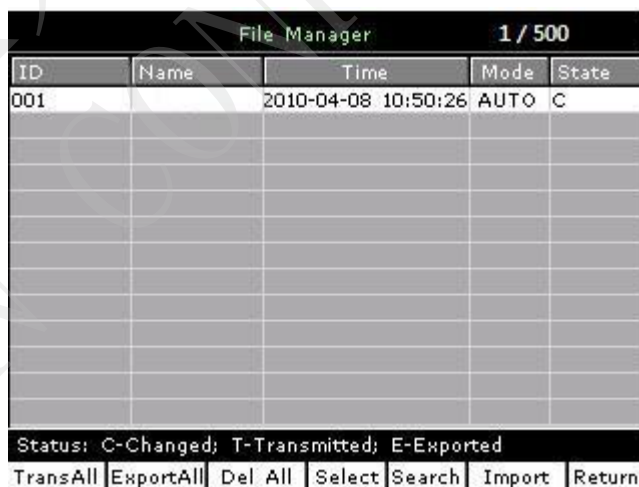 File Manager 1 / 500
ID Name Time Mode State
001 2010-04-08 10:50:26 AUTO C
Status: C-Changed; T-Transmitted; E-Exported
TransAll ExportAll Del All Select Search Import Return